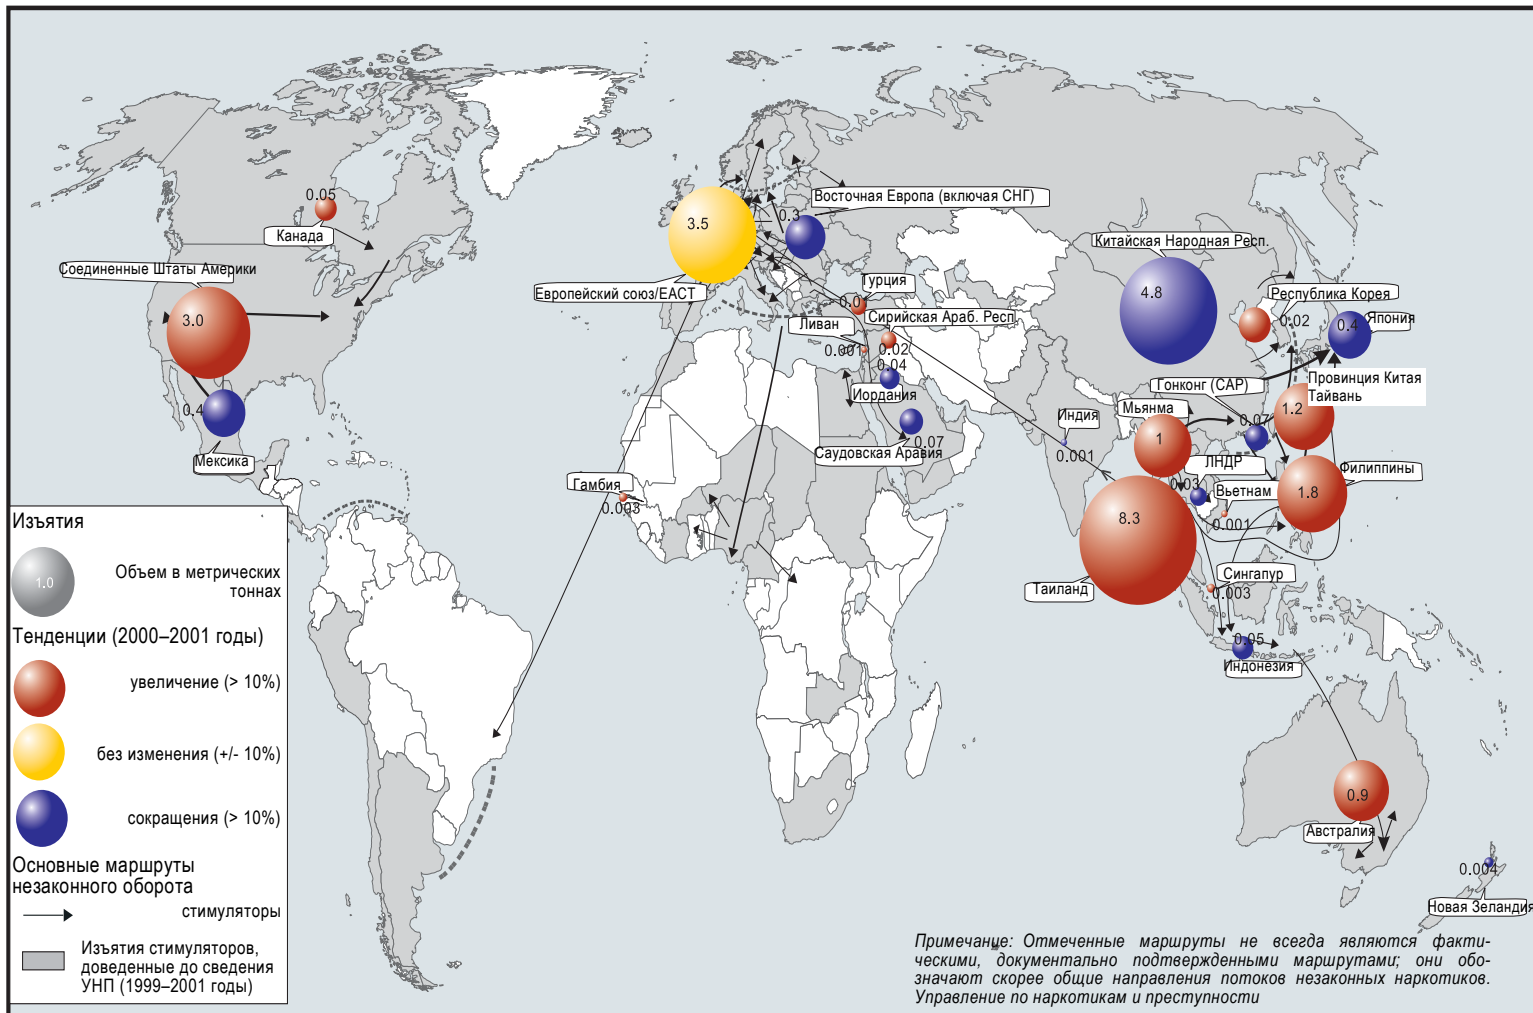 0.05
Канада
Соединенные Штаты Америки
3.0
0.4
Мексика
3.5
Европейский союз/ЕАСТ
0.3
Восточная Европа (включая СНГ)
Турция
0.0
Сирийская Араб. Респ.
Ливан
0.001
0.02
0.04
Иордания
0.07
Саудовская Аравия
Гамбия
0.003
Китайская Народная Респ.
4.8
Республика Корея
0.02
0.4
Япония
Гонконг (САР)
Провинция Китая
Тайвань
1.2
0.07
Мьянма
1
Индия
0.001
ЛНДР
0.03
Вьетнам
0.001
Филиппины
1.8
8.3
Таиланд
Сингапур
0.003
0.05
Индонезия
0.9
Австралия
0.004
Новая Зеландия
Изъятия
1.0
Объем в метрических
тоннах
Тенденции (2000–2001 годы)
увеличение (> 10%)
без изменения (+/- 10%)
сокращения (> 10%)
Основные маршруты
незаконного оборота
стимуляторы
Изъятия стимуляторов,
доведенные до сведения
УНП (1999–2001 годы)
Примечание: Отмеченные маршруты не всегда являются факти-
ческими, документально подтвержденными маршрутами; они обо-
значают скорее общие направления потоков незаконных наркотиков.
Управление по наркотикам и преступности